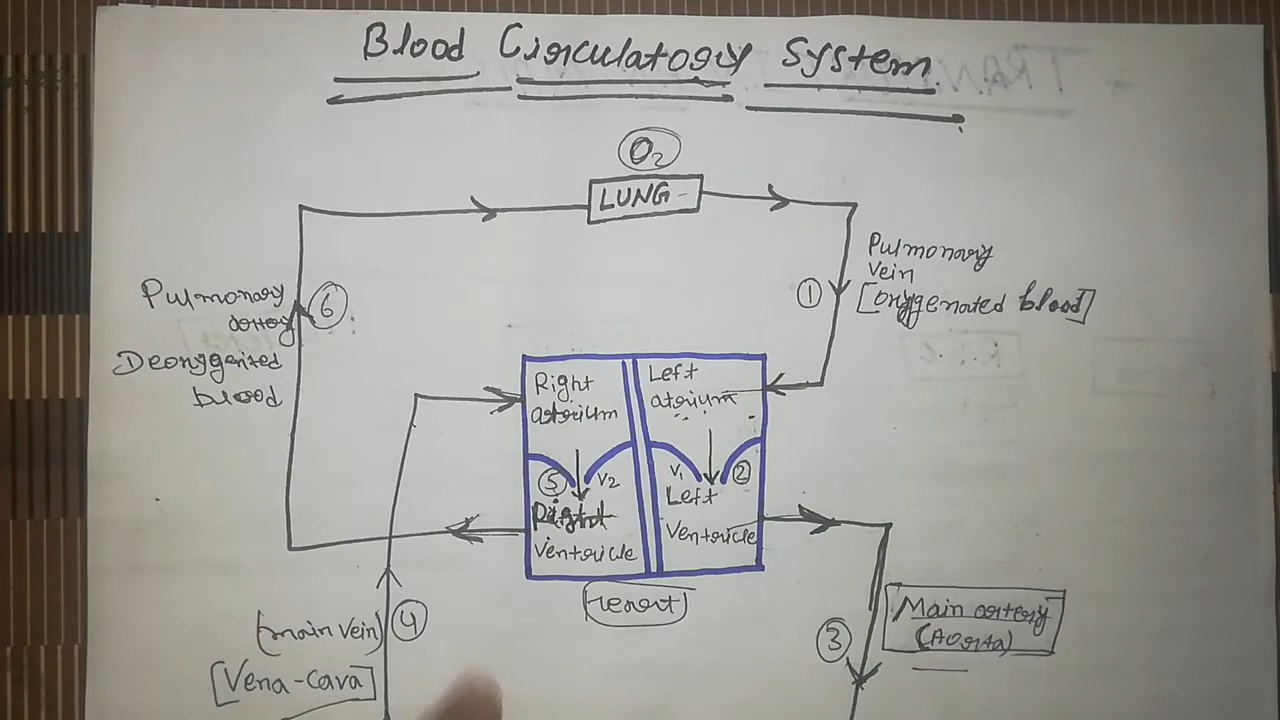 Blood Circulatory System
O₂
LUNG
Pulmonary
vein
[oxygenated blood]
1
Pulmonary
artery
6
Deoxygenated
blood
Right
atrium
Left
atrium
5
V2
V1
2
Right
ventricle
Left
Ventricle
Heart
(main vein)
4
[Vena-cava]
3
Main artery
(Aorta)